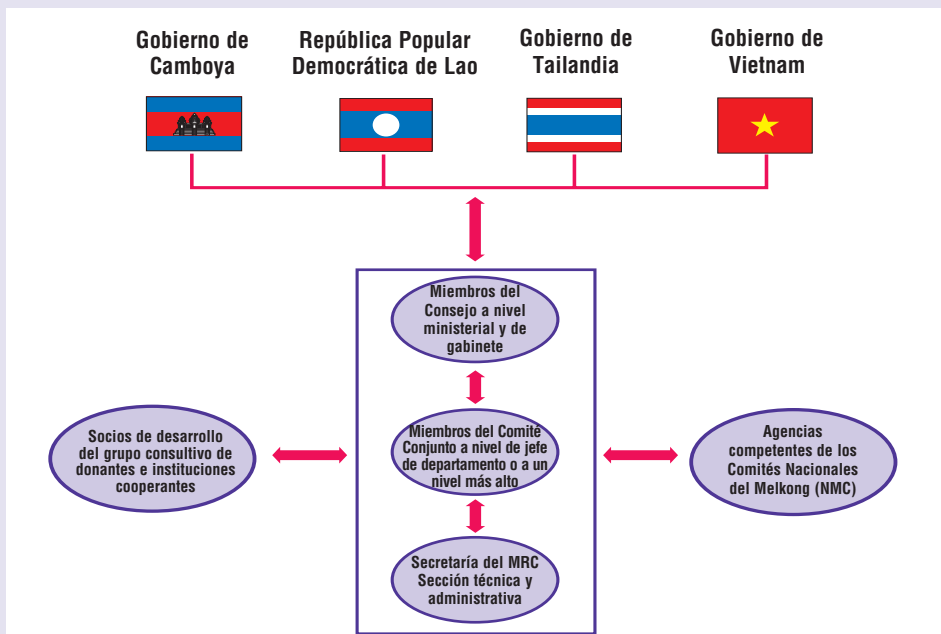 Gobierno de
Camboya
República Popular
Democrática de Lao
Gobierno de
Tailandia
Gobierno de
Vietnam
Miembros del
Consejo a nivel
ministerial y de
gabinete
Socios de desarrollo
del grupo consultivo de
donantes e instituciones
cooperantes
Miembros del Comité
Conjunto a nivel de jefe
de departamento o a un
nivel más alto
Agencias
competentes de los
Comités Nacionales
del Melkong (NMC)
Secretaría del MRC
Sección técnica y
administrativa